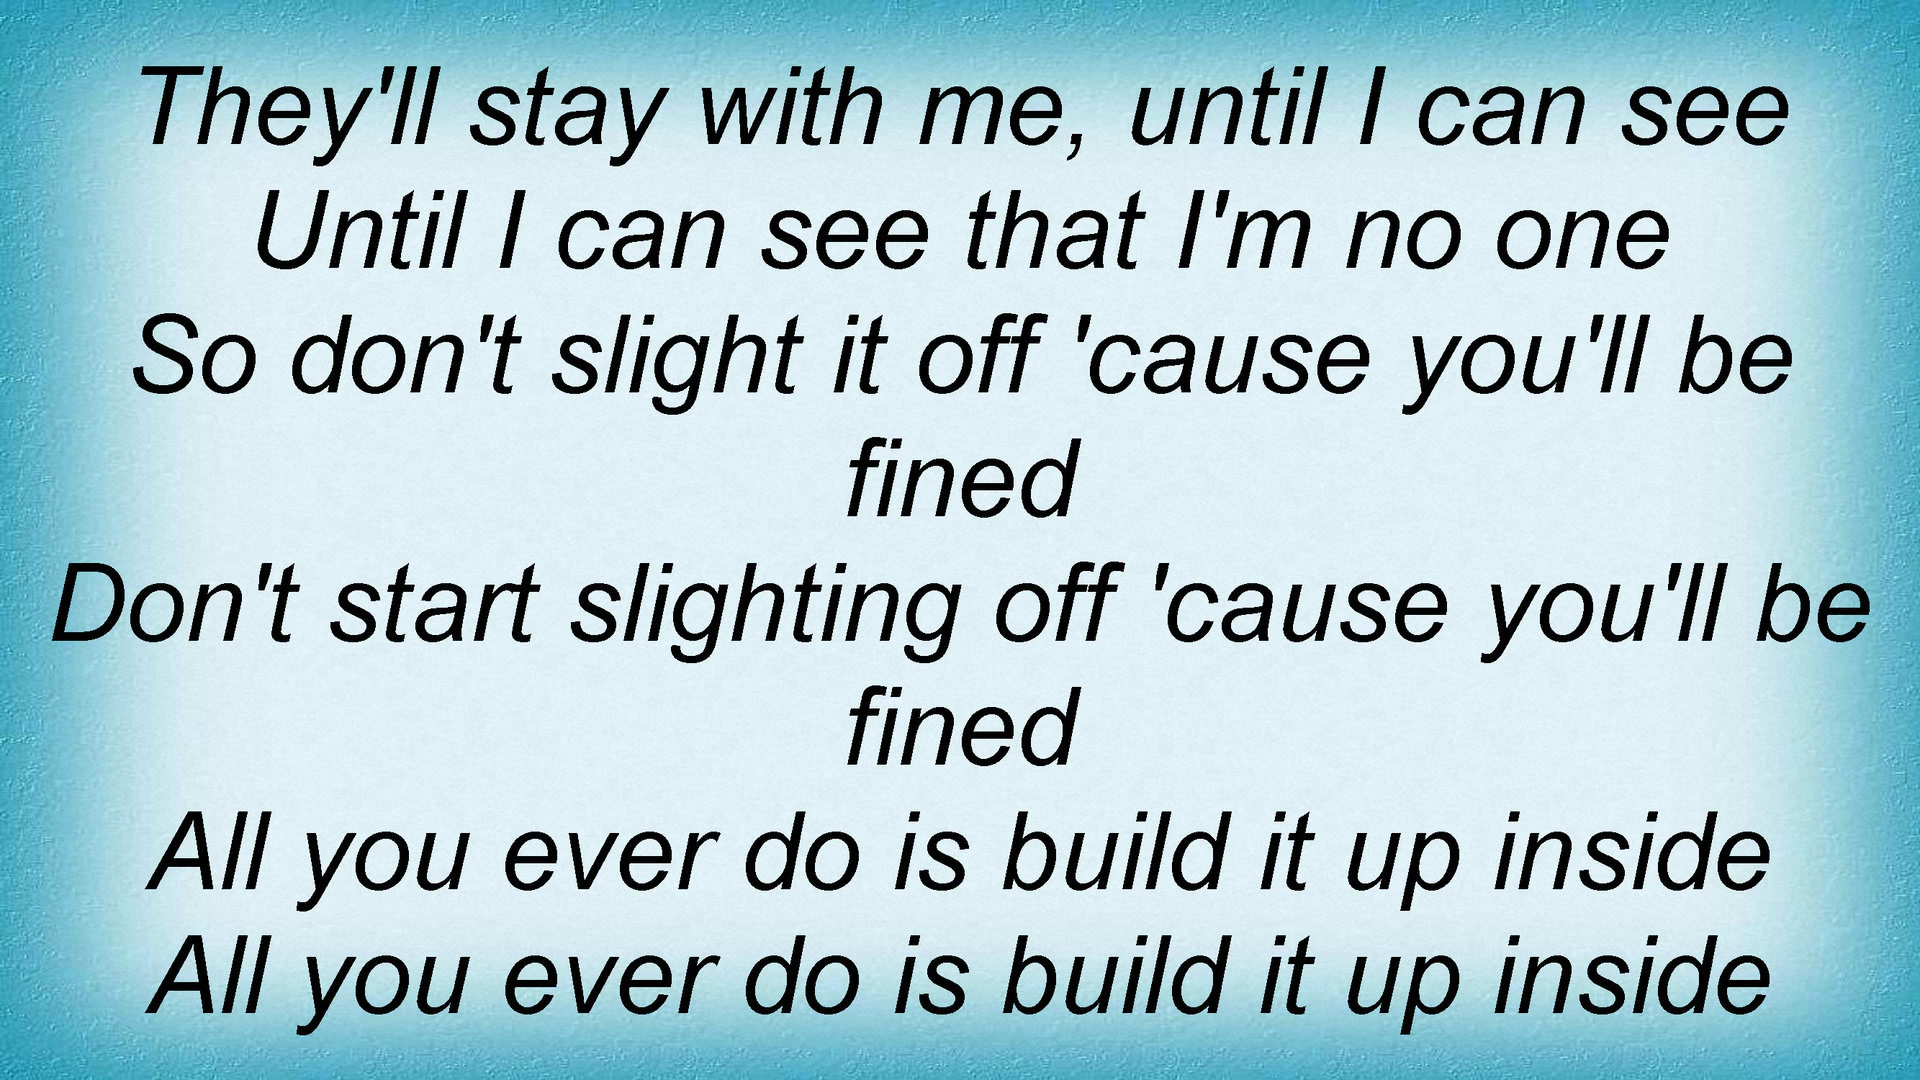 They'll stay with me, until I can see
Until I can see that I'm no one
So don't slight it off 'cause you'll be
fined
Don't start slighting off 'cause you'll be
fined
All you ever do is build it up inside
All you ever do is build it up inside